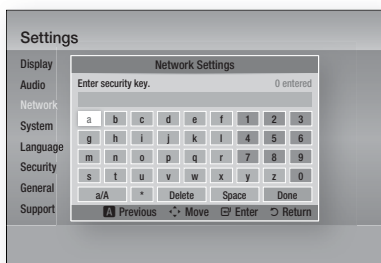 Settings
Display
Audio
Network
System
Language
Security
General
Support
Network Settings
Enter security key. 0 entered
a b c d e f 1 2 3
g h i j k l 4 5 6
m n o p q r 7 8 9
s t u v w x y z 0
a/A * Delete Space Done
A Previous Move Enter Return